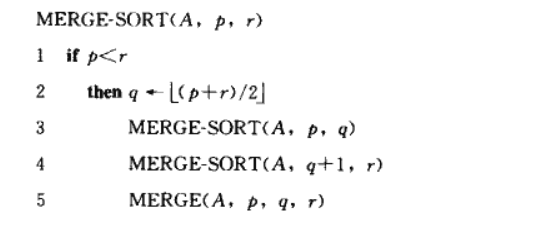 MERGE-SORT(A, p, r)
1 if p<r
2 then q ← ⌊(p+r)/2⌋
3 MERGE-SORT(A, p, q)
4 MERGE-SORT(A, q+1, r)
5 MERGE(A, p, q, r)